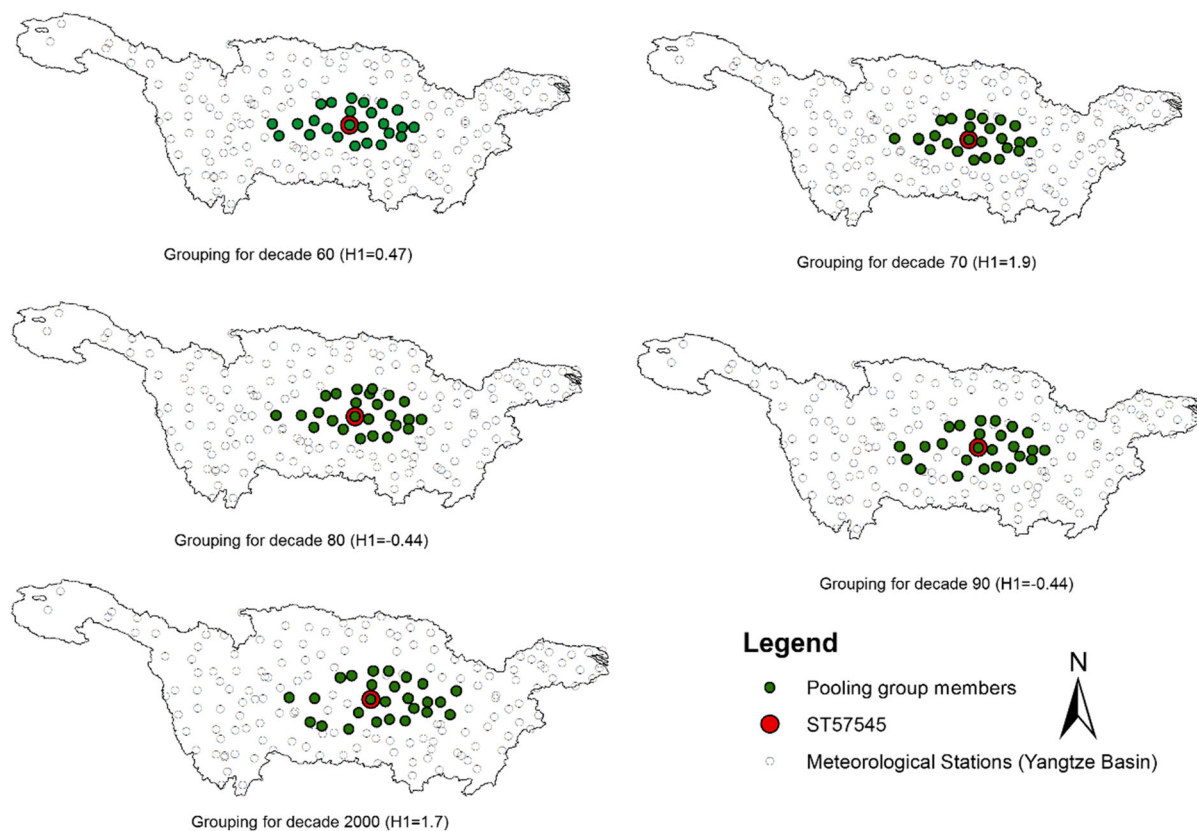 Grouping for decade 60 (H1=0.47)
Grouping for decade 70 (H1=1.9)
Grouping for decade 80 (H1=-0.44)
Grouping for decade 90 (H1=-0.44)
Grouping for decade 2000 (H1=1.7)
Legend
N
Pooling group members
ST57545
Meteorological Stations (Yangtze Basin)